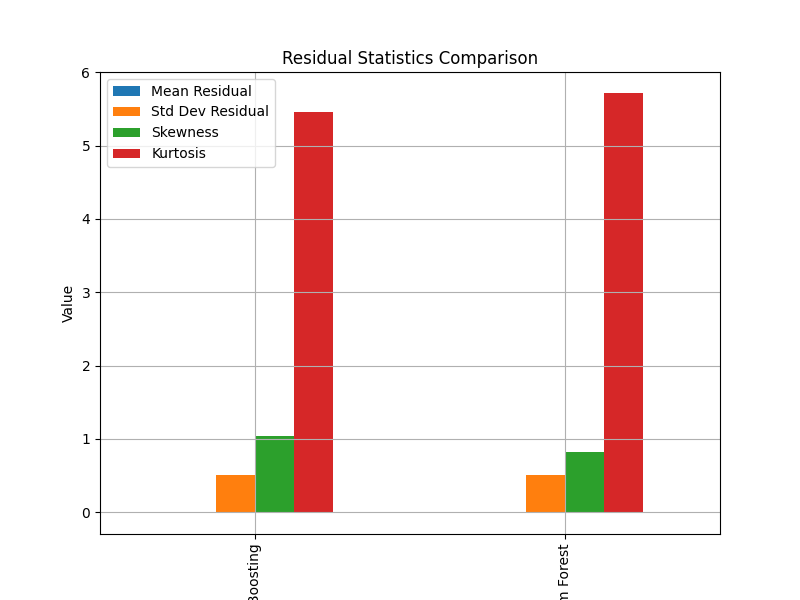 Residual Statistics Comparison
Mean Residual
Std Dev Residual
Skewness
Kurtosis
6
5
4
3
2
1
0
Value
Boosting
m Forest